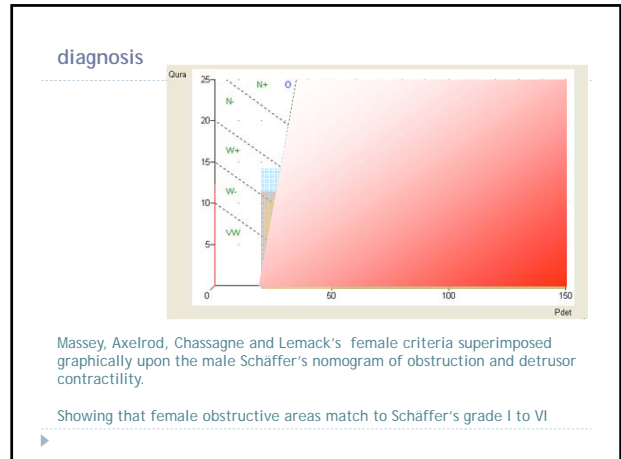 diagnosis
Qura
25
N+ O
N-
20
W+
15
W-
10
VW
5
0 50 100 150
Pdet
Massey, Axelrod, Chassagne and Lemack's female criteria superimposed
graphically upon the male Schäffer's nomogram of obstruction and detrusor
contractility.
Showing that female obstructive areas match to Schäffer's grade I to VI